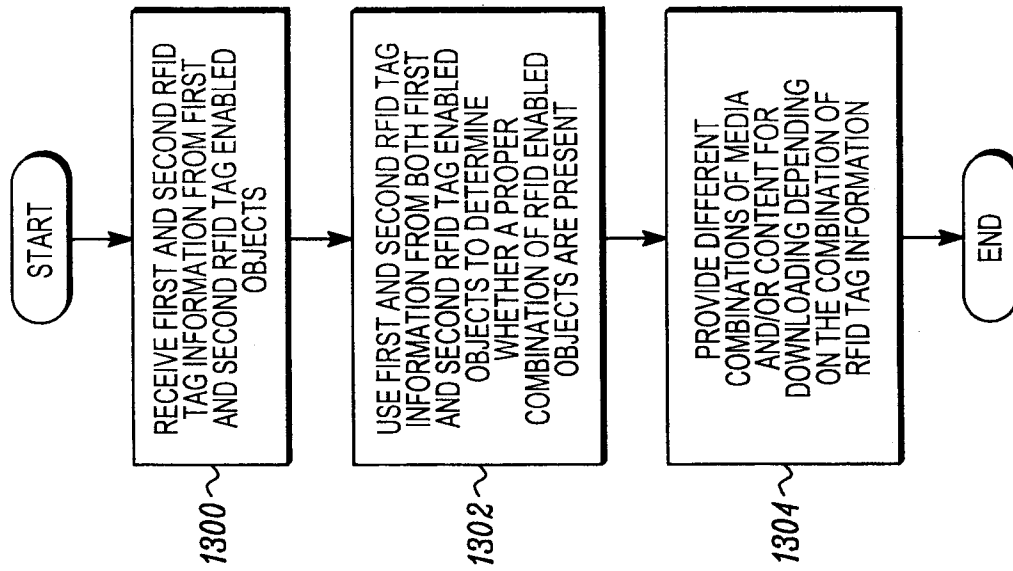 START
RECEIVE FIRST AND SECOND RFID
TAG INFORMATION FROM FIRST
AND SECOND RFID TAG ENABLED
OBJECTS
1300
USE FIRST AND SECOND RFID TAG
INFORMATION FROM BOTH FIRST
AND SECOND RFID TAG ENABLED
OBJECTS TO DETERMINE
WHETHER A PROPER
COMBINATION OF RFID ENABLED
OBJECTS ARE PRESENT
1302
PROVIDE DIFFERENT
COMBINATIONS OF MEDIA
AND/OR CONTENT FOR
DOWNLOADING DEPENDING
ON THE COMBINATION OF
RFID TAG INFORMATION
1304
END